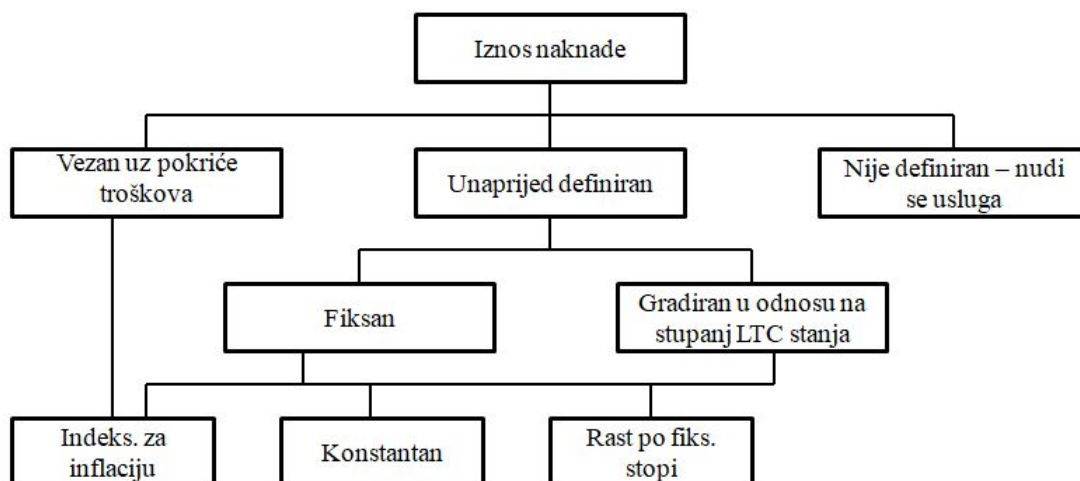 Iznos naknade
Vezan uz pokriće
troškova
Unaprijed definiran
Nije definiran – nudi
se usluga
Fiksan
Gradiran u odnosu na
stupanj LTC stanja
Indeks. za
inflaciju
Konstantan
Rast po fiks.
stopi